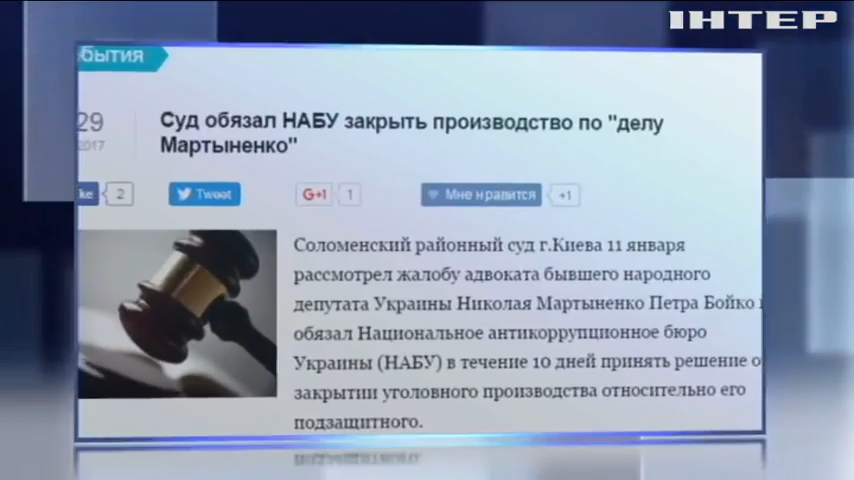 ІНТЕР
бытия
29
2017
Суд обязал НАБУ закрыть производство по "делу
Мартыненко"
ke 2 Tweet G+1 1 Мне нравится +1
Соломенский районный суд г.Киева 11 января
рассмотрел жалобу адвоката бывшего народного
депутата Украины Николая Мартыненко Петра Бойко
обязал Национальное антикоррупционное бюро
Украины (НАБУ) в течение 10 дней принять решение о
закрытии уголовного производства относительно его
подзащитного.